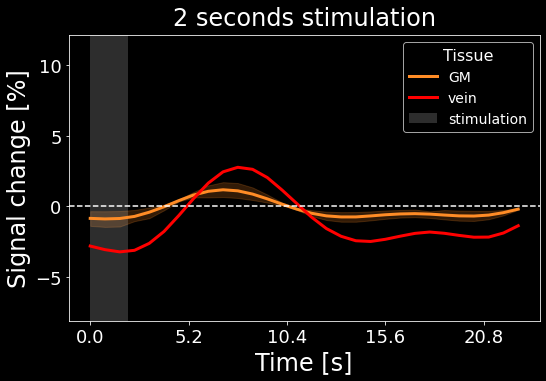 2 seconds stimulation
Signal change [%]
10
5
0
−5
Tissue
GM
vein
stimulation
0.0
5.2
10.4
15.6
20.8
Time [s]